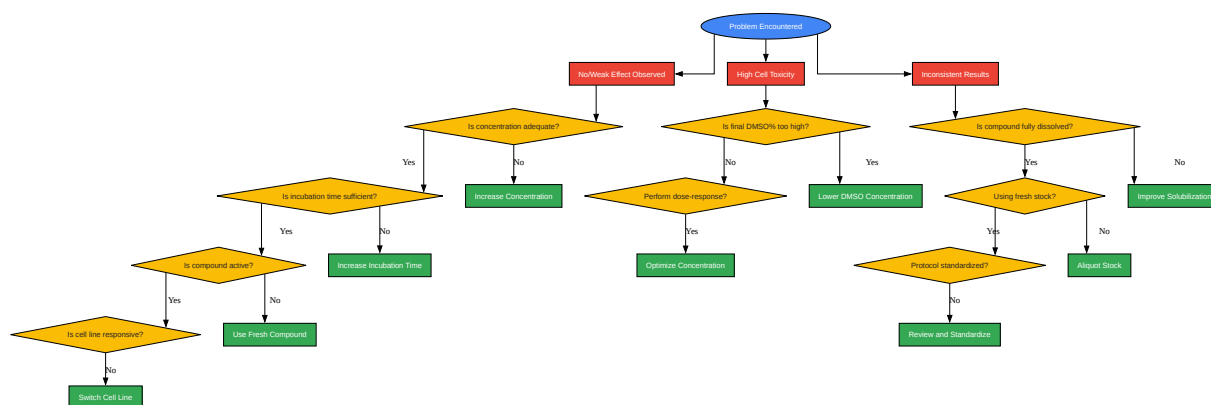 Problem Encountered
No/Weak Effect Observed
High Cell Toxicity
Inconsistent Results
Is concentration adequate?
Is final DMSO% too high?
Is compound fully dissolved?
Yes
No
No
Yes
Yes
No
Is incubation time sufficient?
Increase Concentration
Perform dose-response?
Lower DMSO Concentration
Using fresh stock?
Improve Solubilization
Yes
No
Yes
Yes
No
Is compound active?
Increase Incubation Time
Optimize Concentration
Protocol standardized?
Aliquot Stock
Yes
No
No
Is cell line responsive?
Use Fresh Compound
Review and Standardize
No
Switch Cell Line